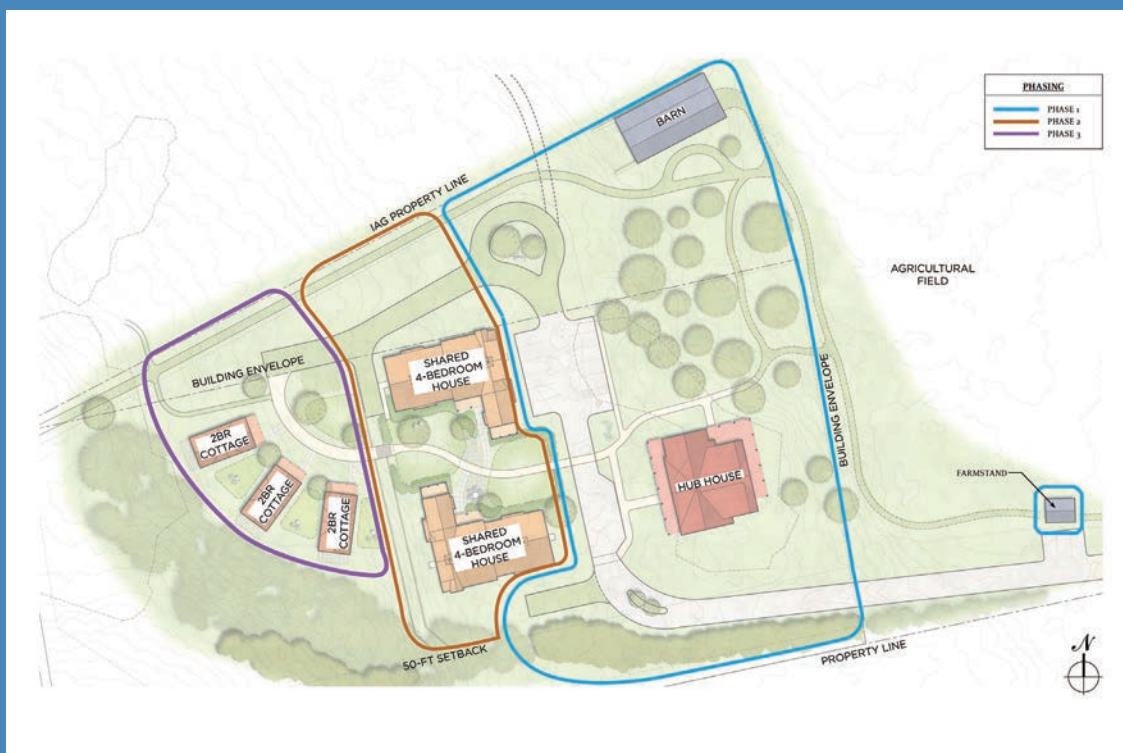 PHASING
PHASE 1
PHASE 2
PHASE 3
BARN
IAG PROPERTY LINE
AGRICULTURAL
FIELD
BUILDING ENVELOPE
SHARED
4-BEDROOM
HOUSE
BUILDING ENVELOPE
2BR
COTTAGE
2BR
COTTAGE
2BR
COTTAGE
HUB HOUSE
FARMSTAND
SHARED
4-BEDROOM
HOUSE
50-FT SETBACK
PROPERTY LINE
N